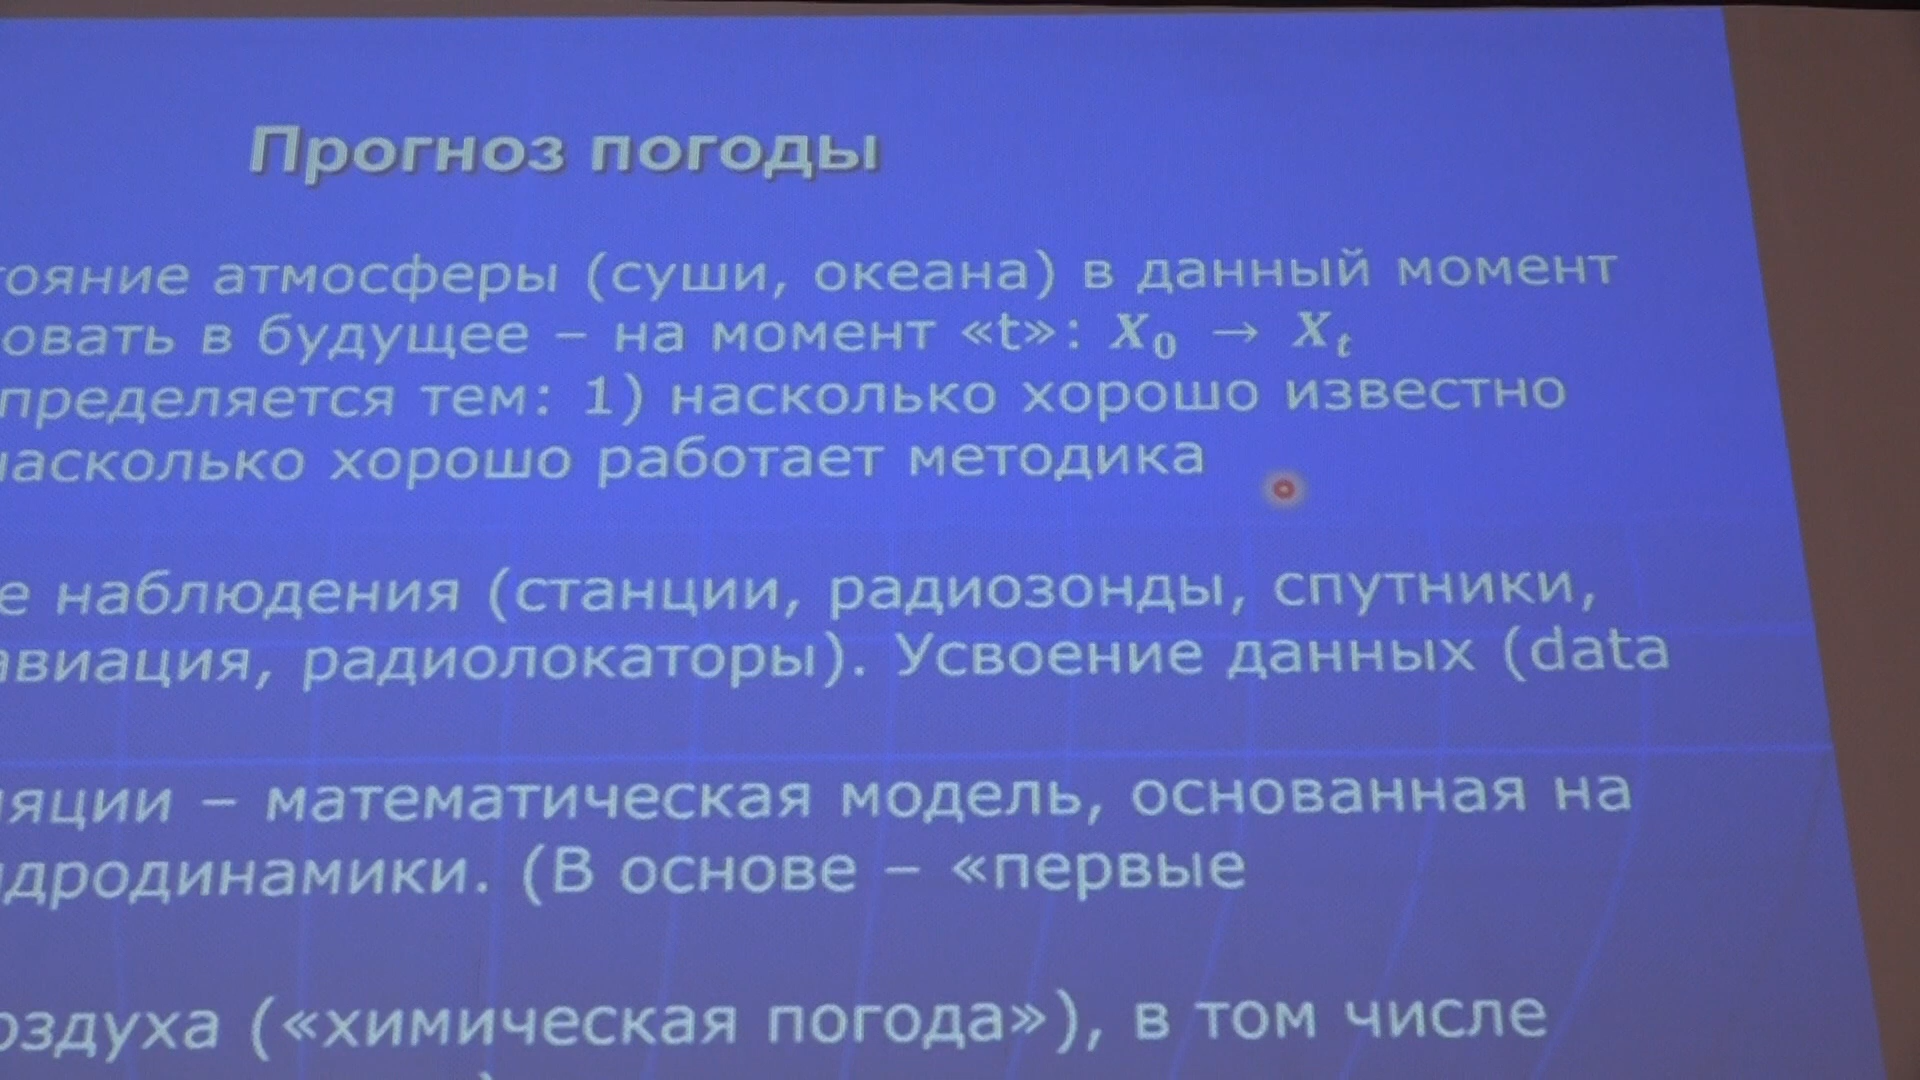 Прогноз погоды
тояние атмосферы (суши, океана) в данный момент
овать в будущее – на момент «t»: X₀ → Xₜ
пределяется тем: 1) насколько хорошо известно
насколько хорошо работает методика
е наблюдения (станции, радиозонды, спутники,
авиация, радиолокаторы). Усвоение данных (data
яции – математическая модель, основанная на
дродинамики. (В основе – «первые
оздуха («химическая погода»), в том числе